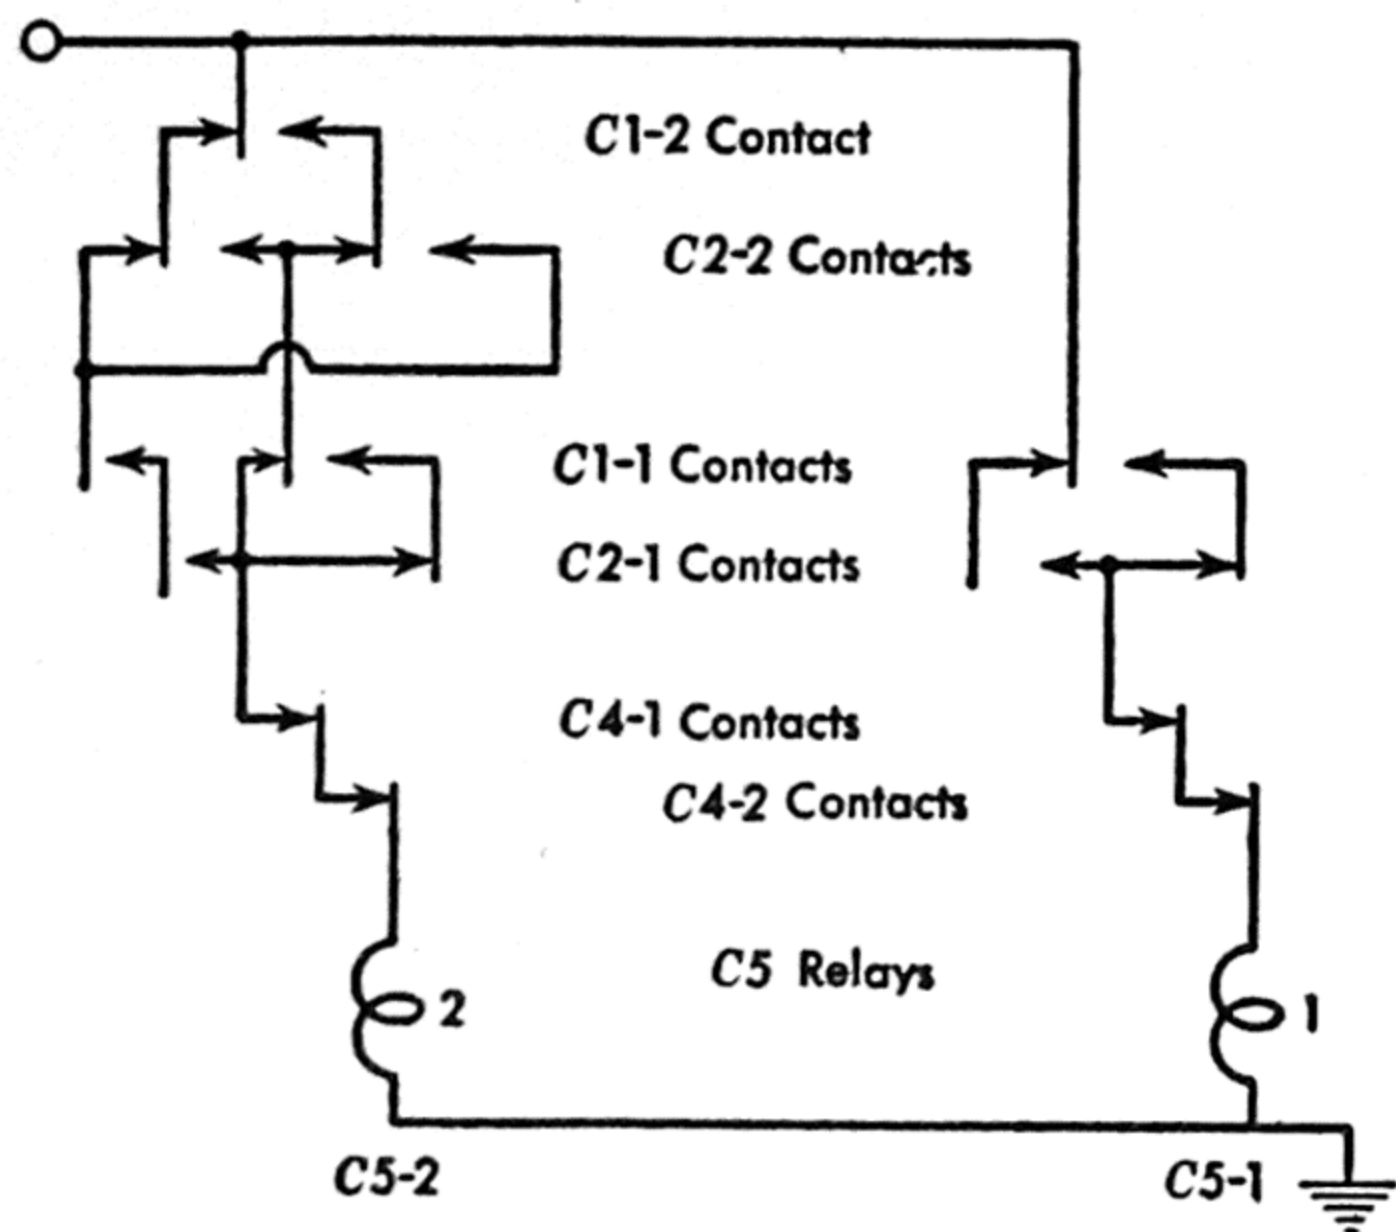 C1-2 Contact
C2-2 Contacts
C1-1 Contacts
C2-1 Contacts
C4-1 Contacts
C4-2 Contacts
C5 Relays
2
1
C5-2
C5-1